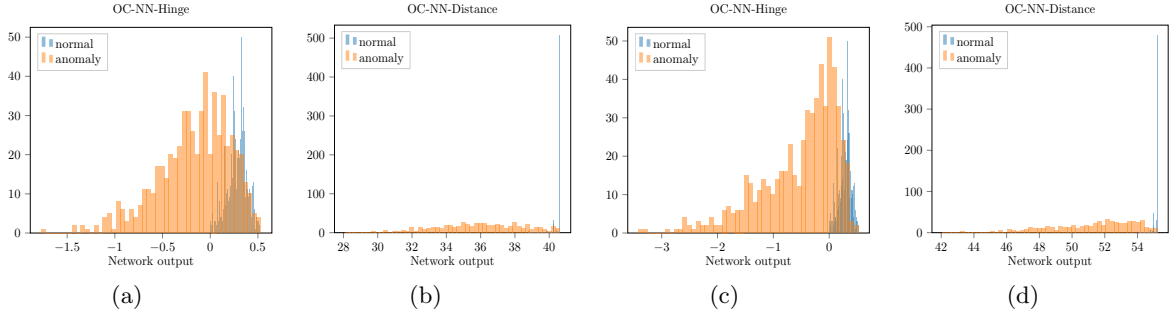 OC-NN-Hinge
50
40
30
20
10
0
normal
anomaly
−1.5 −1 −0.5 0 0.5
Network output
(a)
OC-NN-Distance
500
400
300
200
100
0
normal
anomaly
28 30 32 34 36 38 40
Network output
(b)
OC-NN-Hinge
50
40
30
20
10
0
normal
anomaly
−3 −2 −1 0
Network output
(c)
OC-NN-Distance
500
400
300
200
100
0
normal
anomaly
42 44 46 48 50 52 54
Network output
(d)